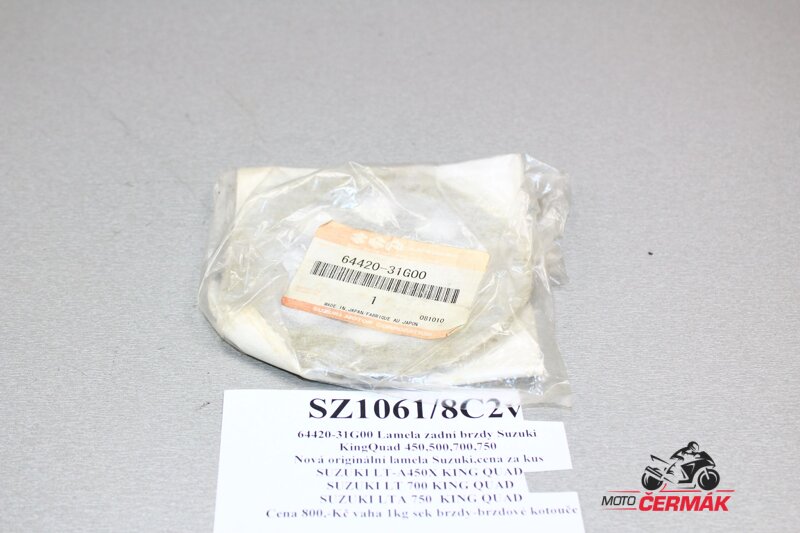 64420-31G00
1
MADE IN JAPAN·FABRIQUE AU JAPON
081010
SZ1061/8C2v
64420-31G00 Lamela zadní brzdy Suzuki
KingQuad 450,500,700,750
Nová originální lamela Suzuki,cena za kus
SUZUKI LT-A450X KING QUAD
SUZUKI LT 700 KING QUAD
SUZUKI LTA 750 KING QUAD
Cena 800,-Kč váha 1kg sek brzdy-brzdové kotouče
MOTO ČERMÁK